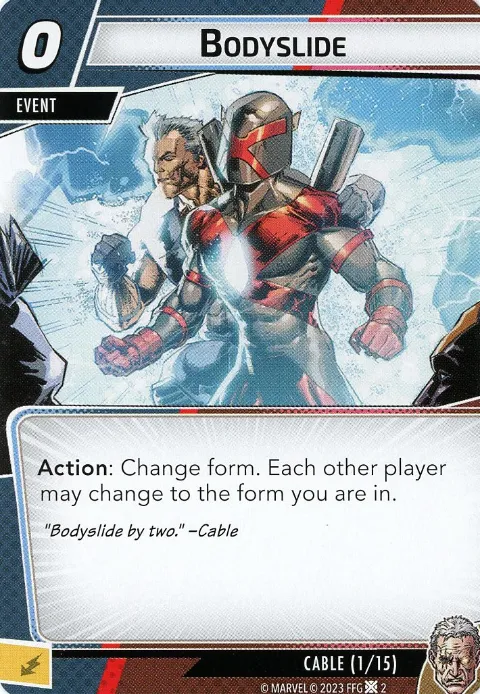 0
BODYSLIDE
EVENT
Action: Change form. Each other player
may change to the form you are in.
"Bodyslide by two." –Cable
CABLE (1/15)
© MARVEL © 2023 FFG 2